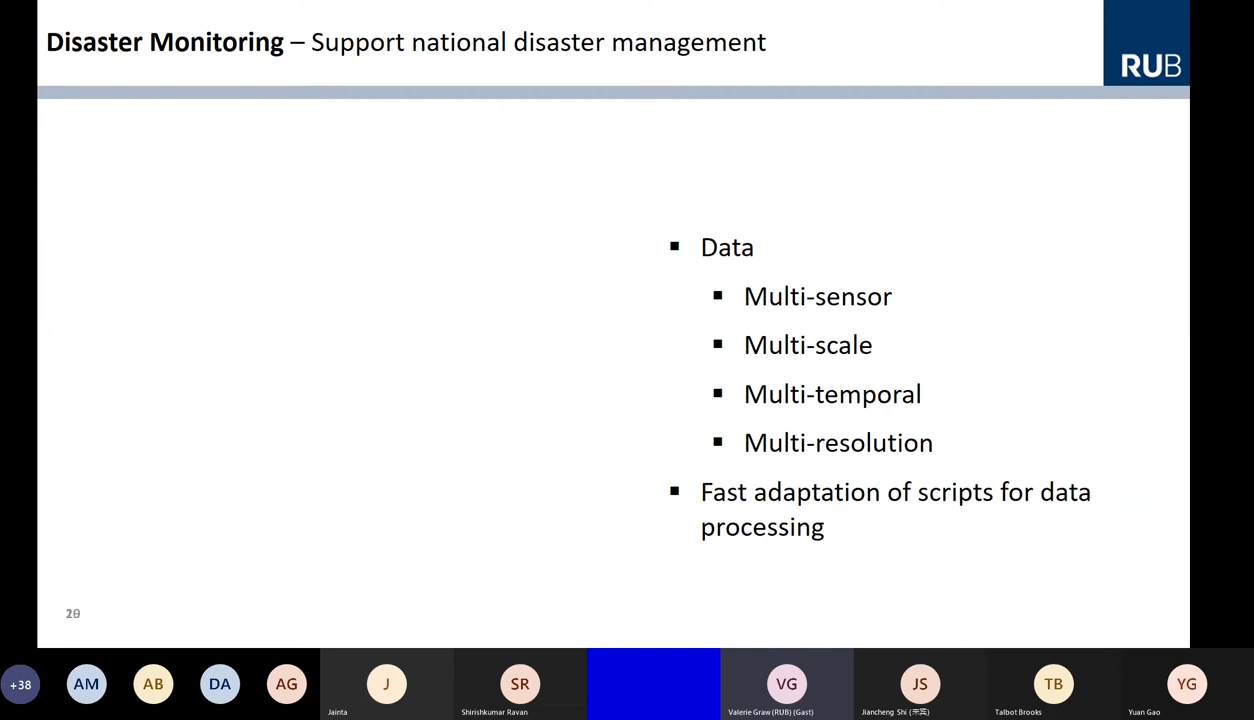 Disaster Monitoring – Support national disaster management
RUB
▪ Data
▪ Multi-sensor
▪ Multi-scale
▪ Multi-temporal
▪ Multi-resolution
▪ Fast adaptation of scripts for data
processing
+38
AM
AB
DA
AG
J
SR
VG
JS
TB
YG
Jainta
Shirishkumar Ravan
Valerie Graw (RUB) (Gast)
Jiancheng Shi
Talbot Brooks
Yuan Gao